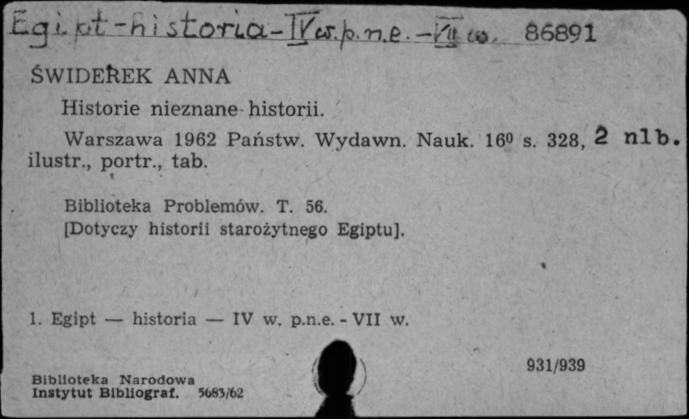 Egipt-historia-IV w.p.n.e.-VII w. 86891
ŚWIDEREK ANNA
Historie nieznane historii.
Warszawa 1962 Państw. Wydawn. Nauk. 16⁰ s. 328, 2 nlb.
ilustr., portr., tab.
Biblioteka Problemów. T. 56.
[Dotyczy historii starożytnego Egiptu].
1. Egipt — historia — IV w. p.n.e. - VII w.
931/939
Biblioteka Narodowa
Instytut Bibliograf. 5683/62